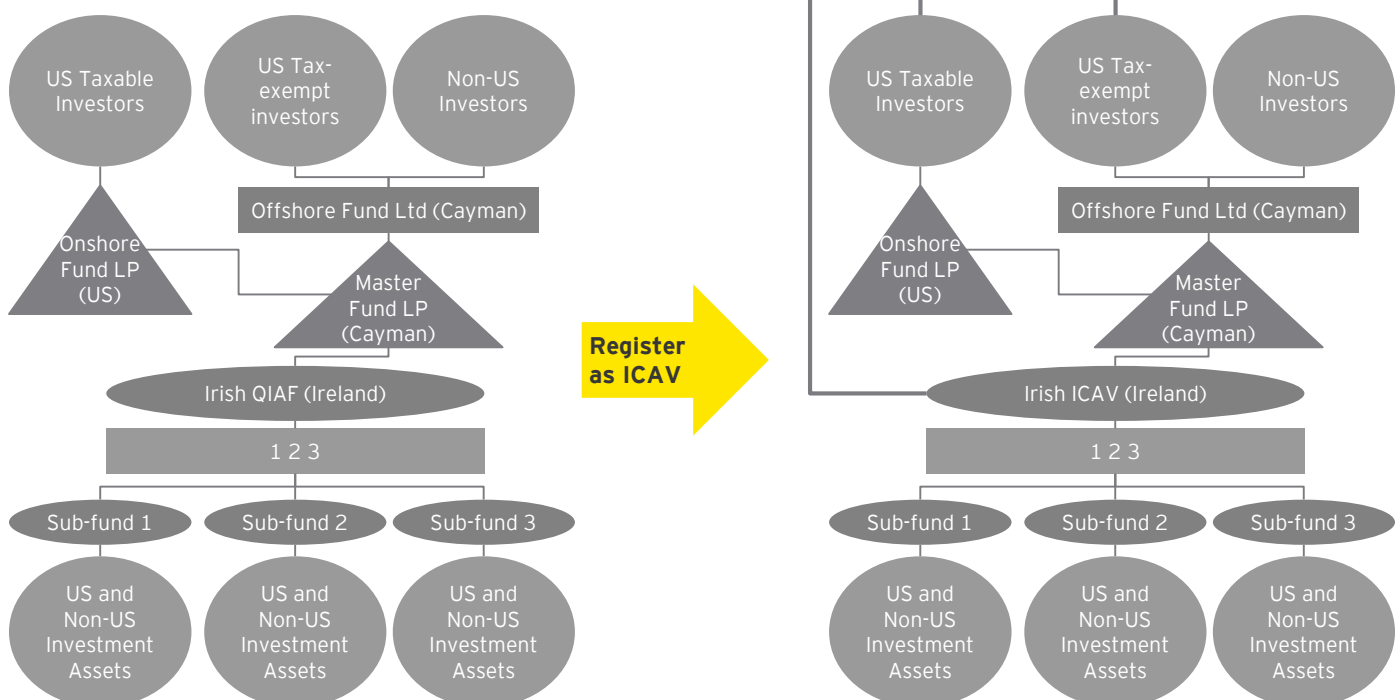 US Taxable
Investors
US Tax-
exempt
investors
Non-US
Investors
Offshore Fund Ltd (Cayman)
Onshore
Fund LP
(US)
Master
Fund LP
(Cayman)
Irish QIAF (Ireland)
1 2 3
Sub-fund 1
Sub-fund 2
Sub-fund 3
US and
Non-US
Investment
Assets
US and
Non-US
Investment
Assets
US and
Non-US
Investment
Assets
Register
as ICAV
US Taxable
Investors
US Tax-
exempt
investors
Non-US
Investors
Offshore Fund Ltd (Cayman)
Onshore
Fund LP
(US)
Master
Fund LP
(Cayman)
Irish ICAV (Ireland)
1 2 3
Sub-fund 1
Sub-fund 2
Sub-fund 3
US and
Non-US
Investment
Assets
US and
Non-US
Investment
Assets
US and
Non-US
Investment
Assets